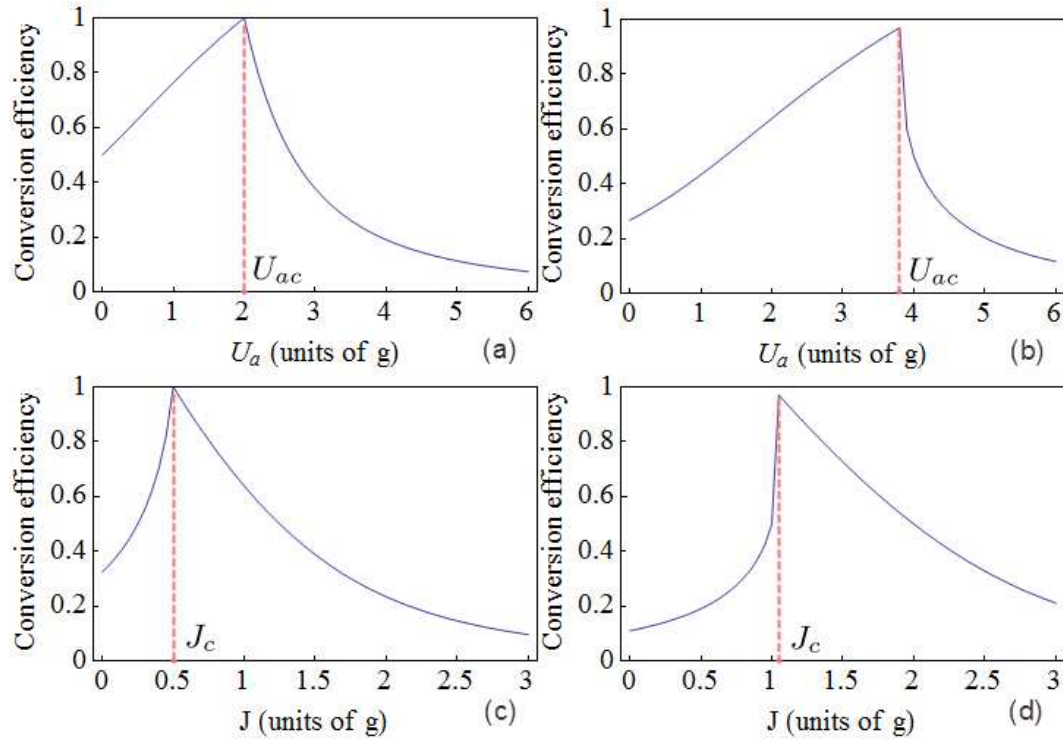 Conversion efficiency
1
0.8
0.6
0.4
0.2
0
U_ac
0 1 2 3 4 5 6
U_a (units of g) (a)
Conversion efficiency
1
0.8
0.6
0.4
0.2
0
U_ac
0 1 2 3 4 5 6
U_a (units of g) (b)
Conversion efficiency
1
0.8
0.6
0.4
0.2
0
J_c
0 0.5 1 1.5 2 2.5 3
J (units of g) (c)
Conversion efficiency
1
0.8
0.6
0.4
0.2
0
J_c
0 0.5 1 1.5 2 2.5 3
J (units of g) (d)